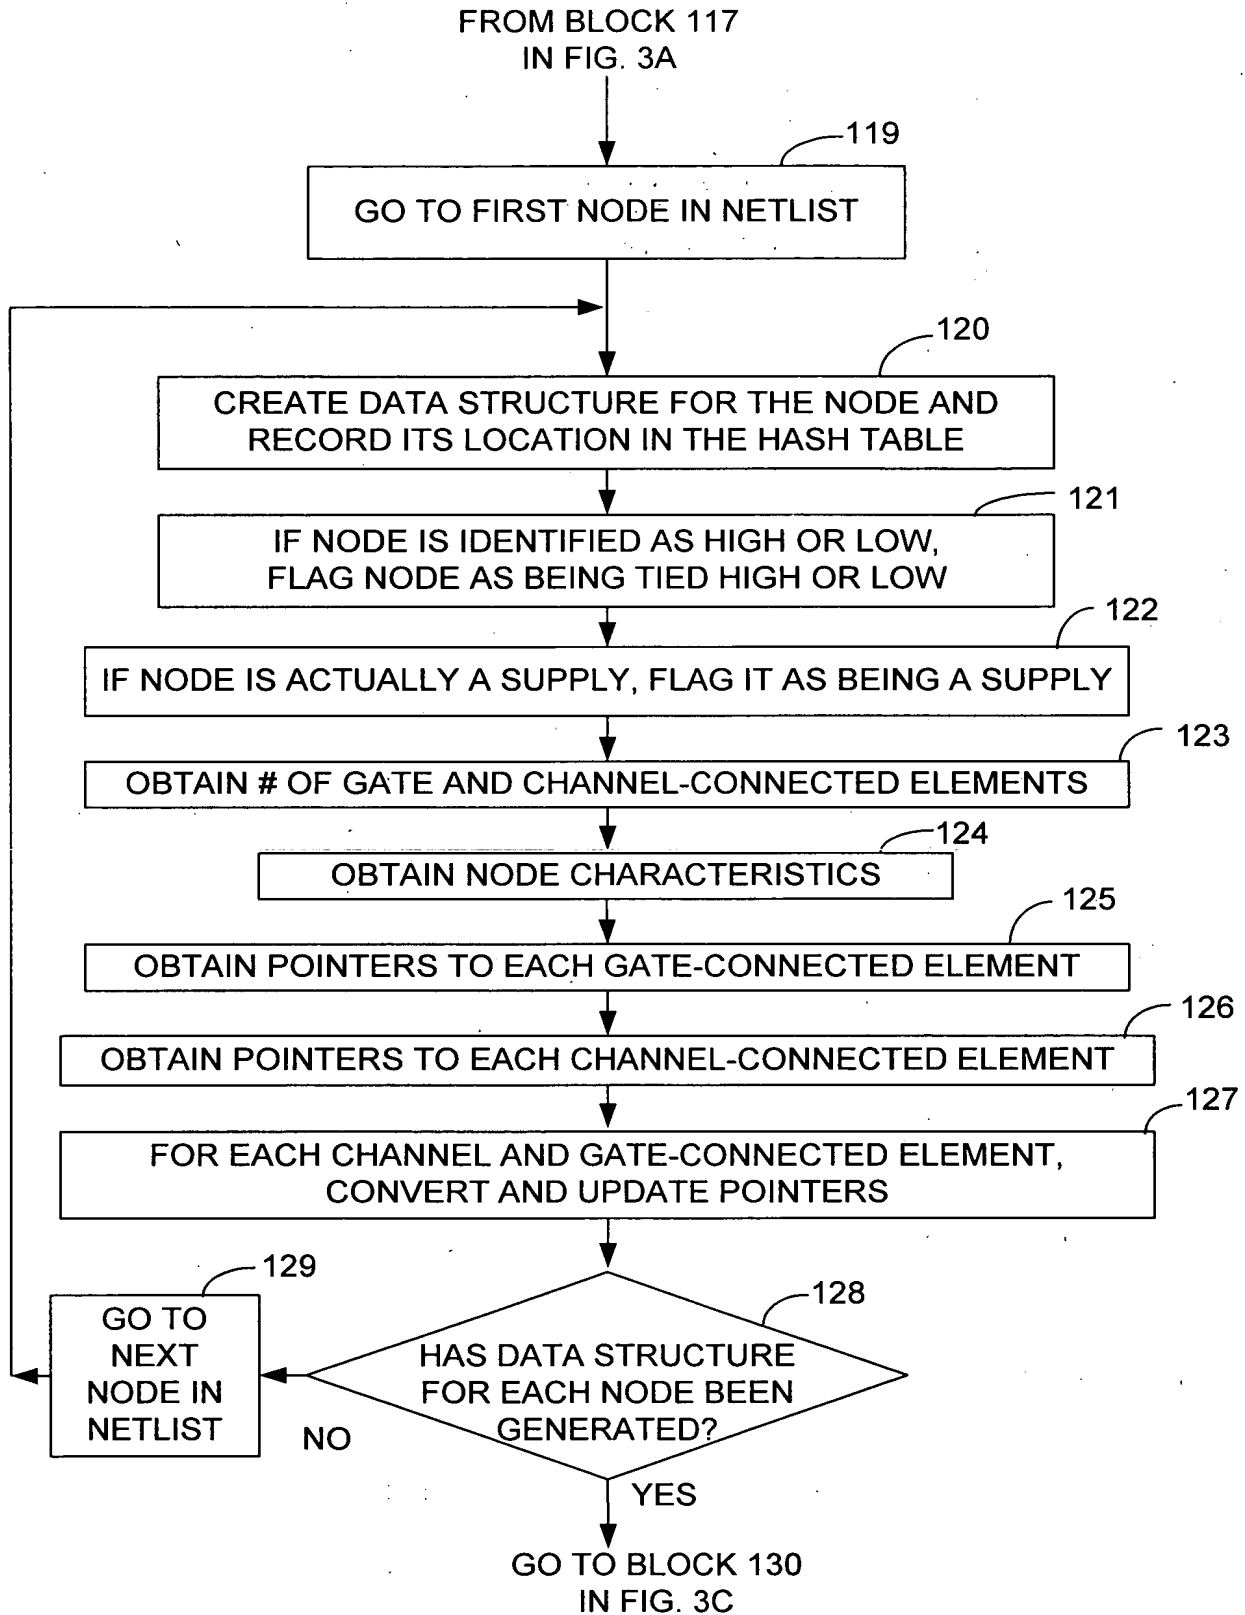 FROM BLOCK 117
IN FIG. 3A
119
GO TO FIRST NODE IN NETLIST
120
CREATE DATA STRUCTURE FOR THE NODE AND
RECORD ITS LOCATION IN THE HASH TABLE
121
IF NODE IS IDENTIFIED AS HIGH OR LOW,
FLAG NODE AS BEING TIED HIGH OR LOW
122
IF NODE IS ACTUALLY A SUPPLY, FLAG IT AS BEING A SUPPLY
123
OBTAIN # OF GATE AND CHANNEL-CONNECTED ELEMENTS
124
OBTAIN NODE CHARACTERISTICS
125
OBTAIN POINTERS TO EACH GATE-CONNECTED ELEMENT
126
OBTAIN POINTERS TO EACH CHANNEL-CONNECTED ELEMENT
127
FOR EACH CHANNEL AND GATE-CONNECTED ELEMENT,
CONVERT AND UPDATE POINTERS
128
HAS DATA STRUCTURE
FOR EACH NODE BEEN
GENERATED?
NO
129
GO TO
NEXT
NODE IN
NETLIST
YES
GO TO BLOCK 130
IN FIG. 3C